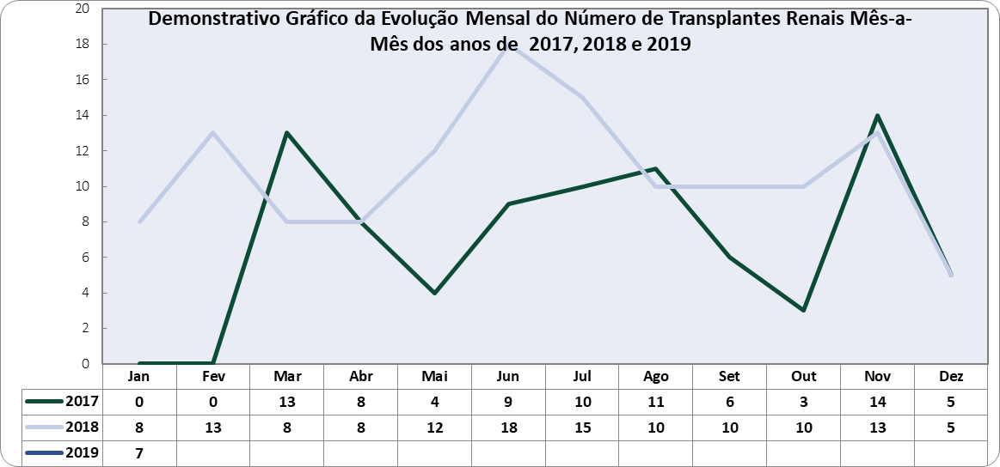 Demonstrativo Gráfico da Evolução Mensal do Número de Transplantes Renais Mês-a-
Mês dos anos de 2017, 2018 e 2019
20
18
16
14
12
10
8
6
4
2
0
Jan Fev Mar Abr Mai Jun Jul Ago Set Out Nov Dez
2017 0 0 13 8 4 9 10 11 6 3 14 5
2018 8 13 8 8 12 18 15 10 10 10 13 5
2019 7